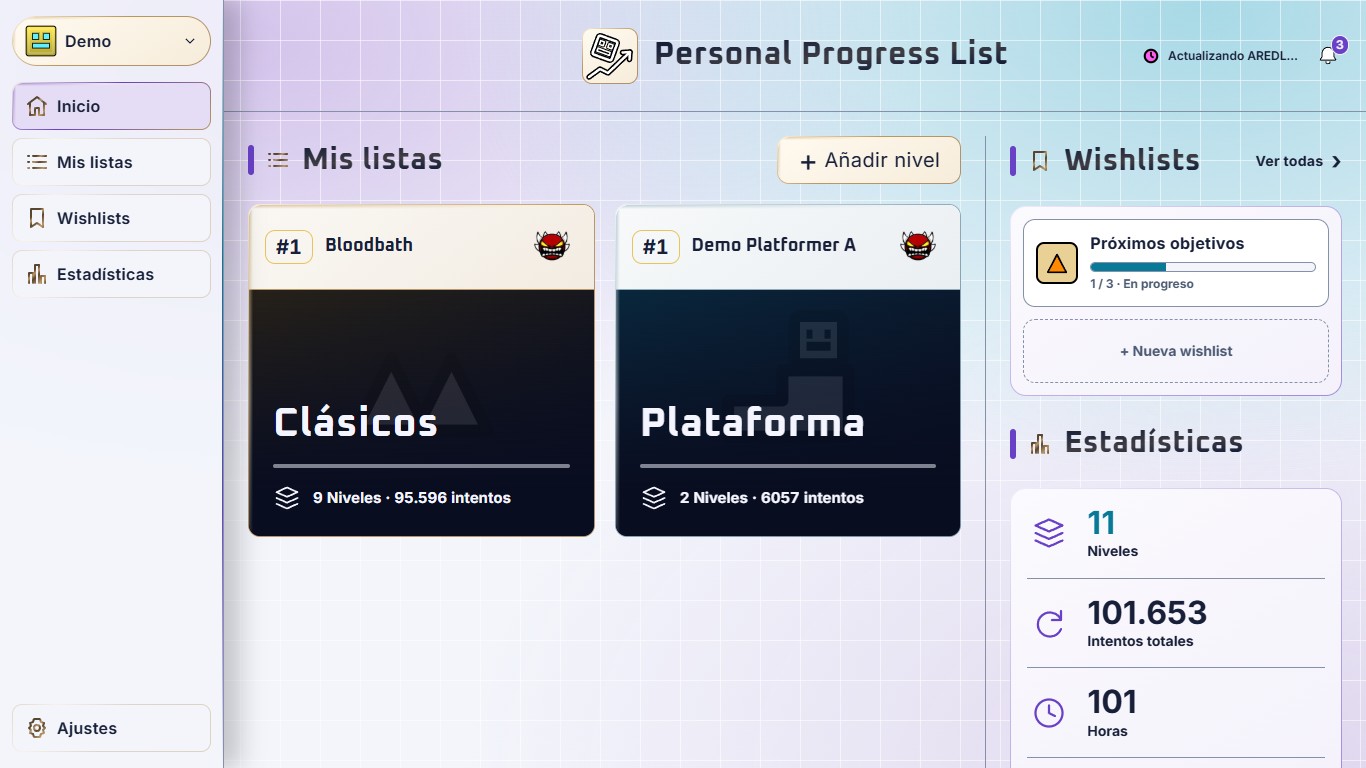 Demo
Inicio
Mis listas
Wishlists
Estadísticas
Ajustes
Personal Progress List
Actualizando AREDL...
3
Mis listas
+ Añadir nivel
#1 Bloodbath
Clásicos
9 Niveles · 95.596 intentos
#1 Demo Platformer A
Plataforma
2 Niveles · 6057 intentos
Wishlists
Ver todas
Próximos objetivos
1 / 3 · En progreso
+ Nueva wishlist
Estadísticas
11
Niveles
101.653
Intentos totales
101
Horas